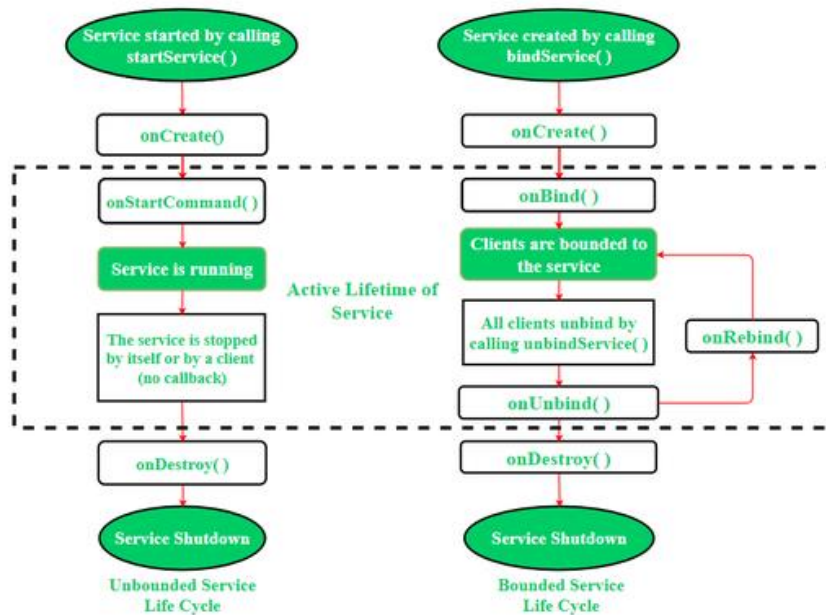 Service started by calling
startService( )
onCreate()
onStartCommand( )
Service is running
The service is stopped
by itself or by a client
(no callback)
onDestroy( )
Service Shutdown
Unbounded Service
Life Cycle
Active Lifetime of
Service
Service created by calling
bindService( )
onCreate( )
onBind( )
Clients are bounded to
the service
All clients unbind by
calling unbindService( )
onRebind( )
onUnbind( )
onDestroy( )
Service Shutdown
Bounded Service
Life Cycle